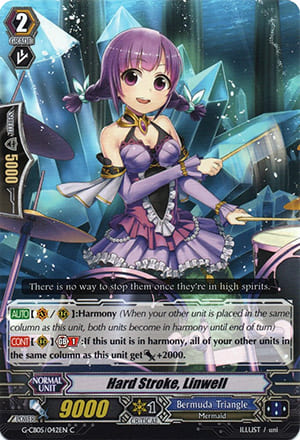 2
GRADE
SHIELD
5000
There is no way to stop them once they're in high spirits.
AUTO [VC/RC]:Harmony (When your other unit is placed in the same
column as this unit, both units become in harmony until end of turn)
CONT [VC/RC] GB 1:If this unit is in harmony, all of your other units in
the same column as this unit get +2000.
NORMAL
UNIT
Hard Stroke, Linwell
POWER
9000
1
CRITICAL
Bermuda Triangle
Mermaid
G-CB05/042EN C
ILLUST / uni